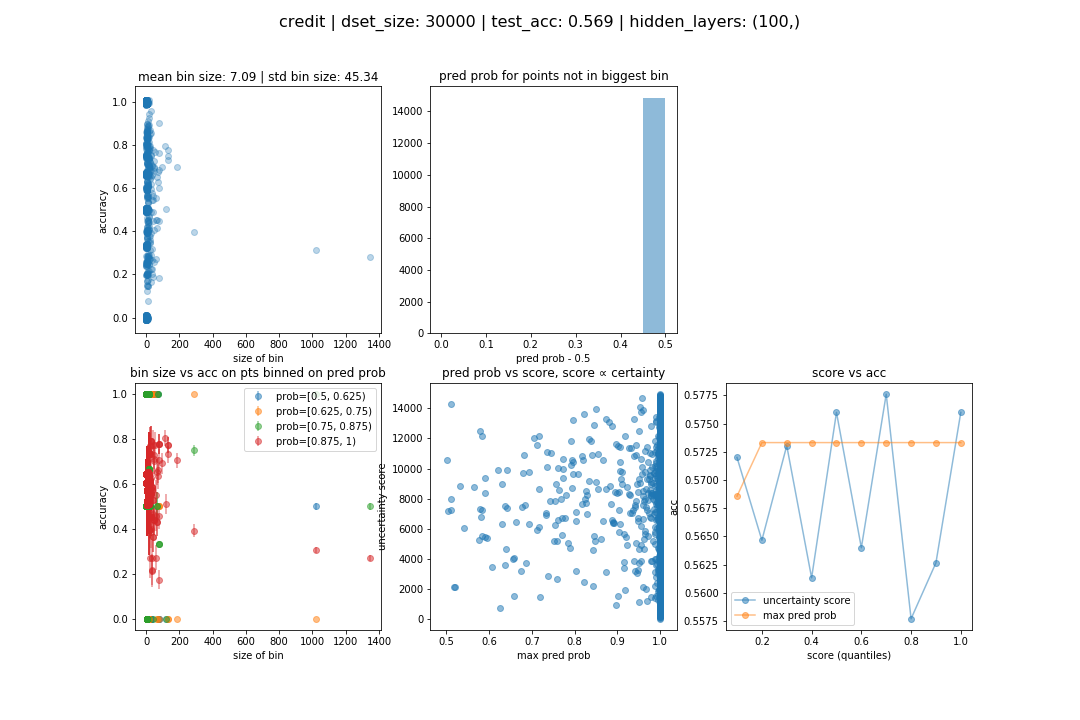 credit | dset_size: 30000 | test_acc: 0.569 | hidden_layers: (100,)
mean bin size: 7.09 | std bin size: 45.34
1.0
0.8
0.6
0.4
0.2
0.0
accuracy
0 200 400 600 800 1000 1200 1400
size of bin
pred prob for points not in biggest bin
14000
12000
10000
8000
6000
4000
2000
0
0.0 0.1 0.2 0.3 0.4 0.5
pred prob - 0.5
bin size vs acc on pts binned on pred prob
prob=[0.5, 0.625)
prob=[0.625, 0.75)
prob=[0.75, 0.875)
prob=[0.875, 1)
1.0
0.8
0.6
0.4
0.2
0.0
accuracy
0 200 400 600 800 1000 1200 1400
size of bin
pred prob vs score, score ∝ certainty
14000
12000
10000
8000
6000
4000
2000
0
uncertainty score
0.5 0.6 0.7 0.8 0.9 1.0
max pred prob
score vs acc
0.5775
0.5750
0.5725
0.5700
0.5675
0.5650
0.5625
0.5600
0.5575
acc
uncertainty score
max pred prob
0.2 0.4 0.6 0.8 1.0
score (quantiles)